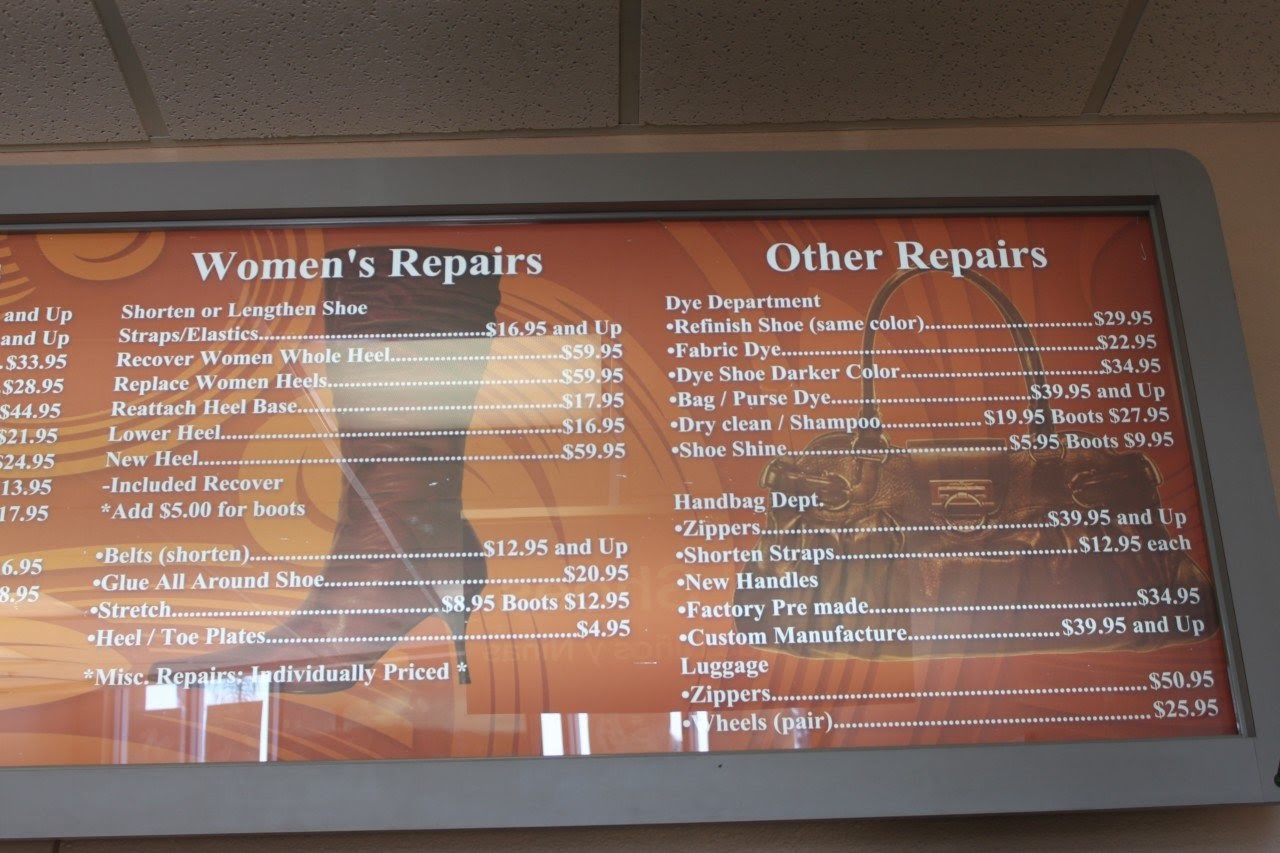 and Up
and Up
.$33.95
.$28.95
$44.95
$21.95
$24.95
13.95
17.95
6.95
8.95
Women's Repairs
Shorten or Lengthen Shoe
Straps/Elastics.......................................$16.95 and Up
Recover Women Whole Heel.............................$59.95
Replace Women Heels.......................................$59.95
Reattach Heel Base............................................$17.95
Lower Heel.........................................................$16.95
New Heel............................................................$59.95
-Included Recover
*Add $5.00 for boots
•Belts (shorten).......................................$12.95 and Up
•Glue All Around Shoe.......................................$20.95
•Stretch.............................................$8.95 Boots $12.95
•Heel / Toe Plates....................................................$4.95
*Misc. Repairs: Individually Priced *
Other Repairs
Dye Department
•Refinish Shoe (same color).............................$29.95
•Fabric Dye.......................................................$22.95
•Dye Shoe Darker Color...................................$34.95
•Bag / Purse Dye...................................$39.95 and Up
•Dry clean / Shampoo.................$19.95 Boots $27.95
•Shoe Shine......................................$5.95 Boots $9.95
Handbag Dept.
•Zippers.................................................$39.95 and Up
•Shorten Straps..........................................$12.95 each
•New Handles
•Factory Pre made.............................................$34.95
•Custom Manufacture..........................$39.95 and Up
Luggage
•Zippers................................................................$50.95
•Wheels (pair)......................................................$25.95